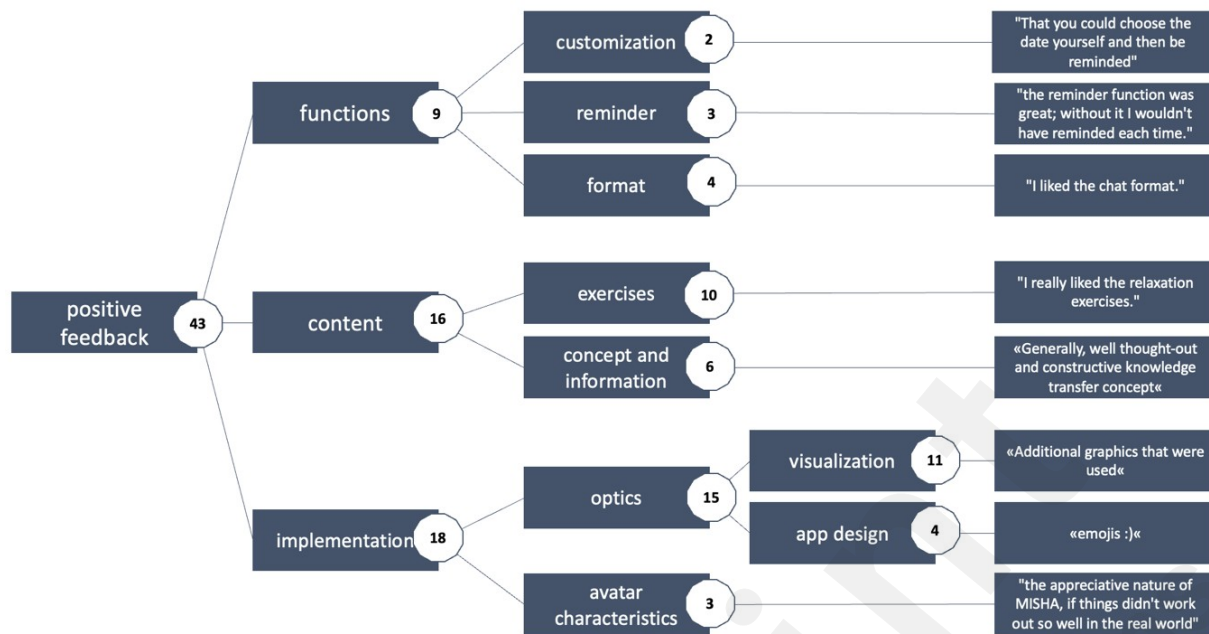 customization
2
"That you could choose the
date yourself and then be
reminded"
functions
9
reminder
3
"the reminder function was
great; without it I wouldn't
have reminded each time."
format
4
"I liked the chat format."
positive
feedback
43
content
16
exercises
10
"I really liked the relaxation
exercises."
concept and
information
6
«Generally, well thought-out
and constructive knowledge
transfer concept«
implementation
18
optics
15
visualization
11
«Additional graphics that were
used«
app design
4
«emojis :)«
avatar
characteristics
3
"the appreciative nature of
MISHA, if things didn't work
out so well in the real world"